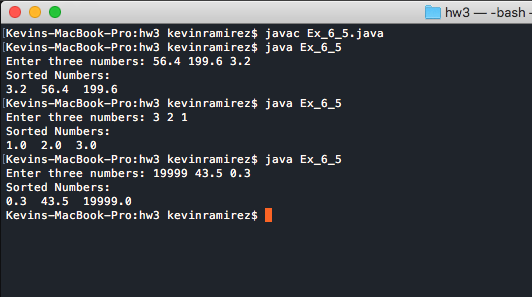 hw3 — -bash
[Kevins-MacBook-Pro:hw3 kevinramirez$ javac Ex_6_5.java
[Kevins-MacBook-Pro:hw3 kevinramirez$ java Ex_6_5
Enter three numbers: 56.4 199.6 3.2
Sorted Numbers:
3.2  56.4  199.6
[Kevins-MacBook-Pro:hw3 kevinramirez$ java Ex_6_5
Enter three numbers: 3 2 1
Sorted Numbers:
1.0  2.0  3.0
[Kevins-MacBook-Pro:hw3 kevinramirez$ java Ex_6_5
Enter three numbers: 19999 43.5 0.3
Sorted Numbers:
0.3  43.5  19999.0
Kevins-MacBook-Pro:hw3 kevinramirez$